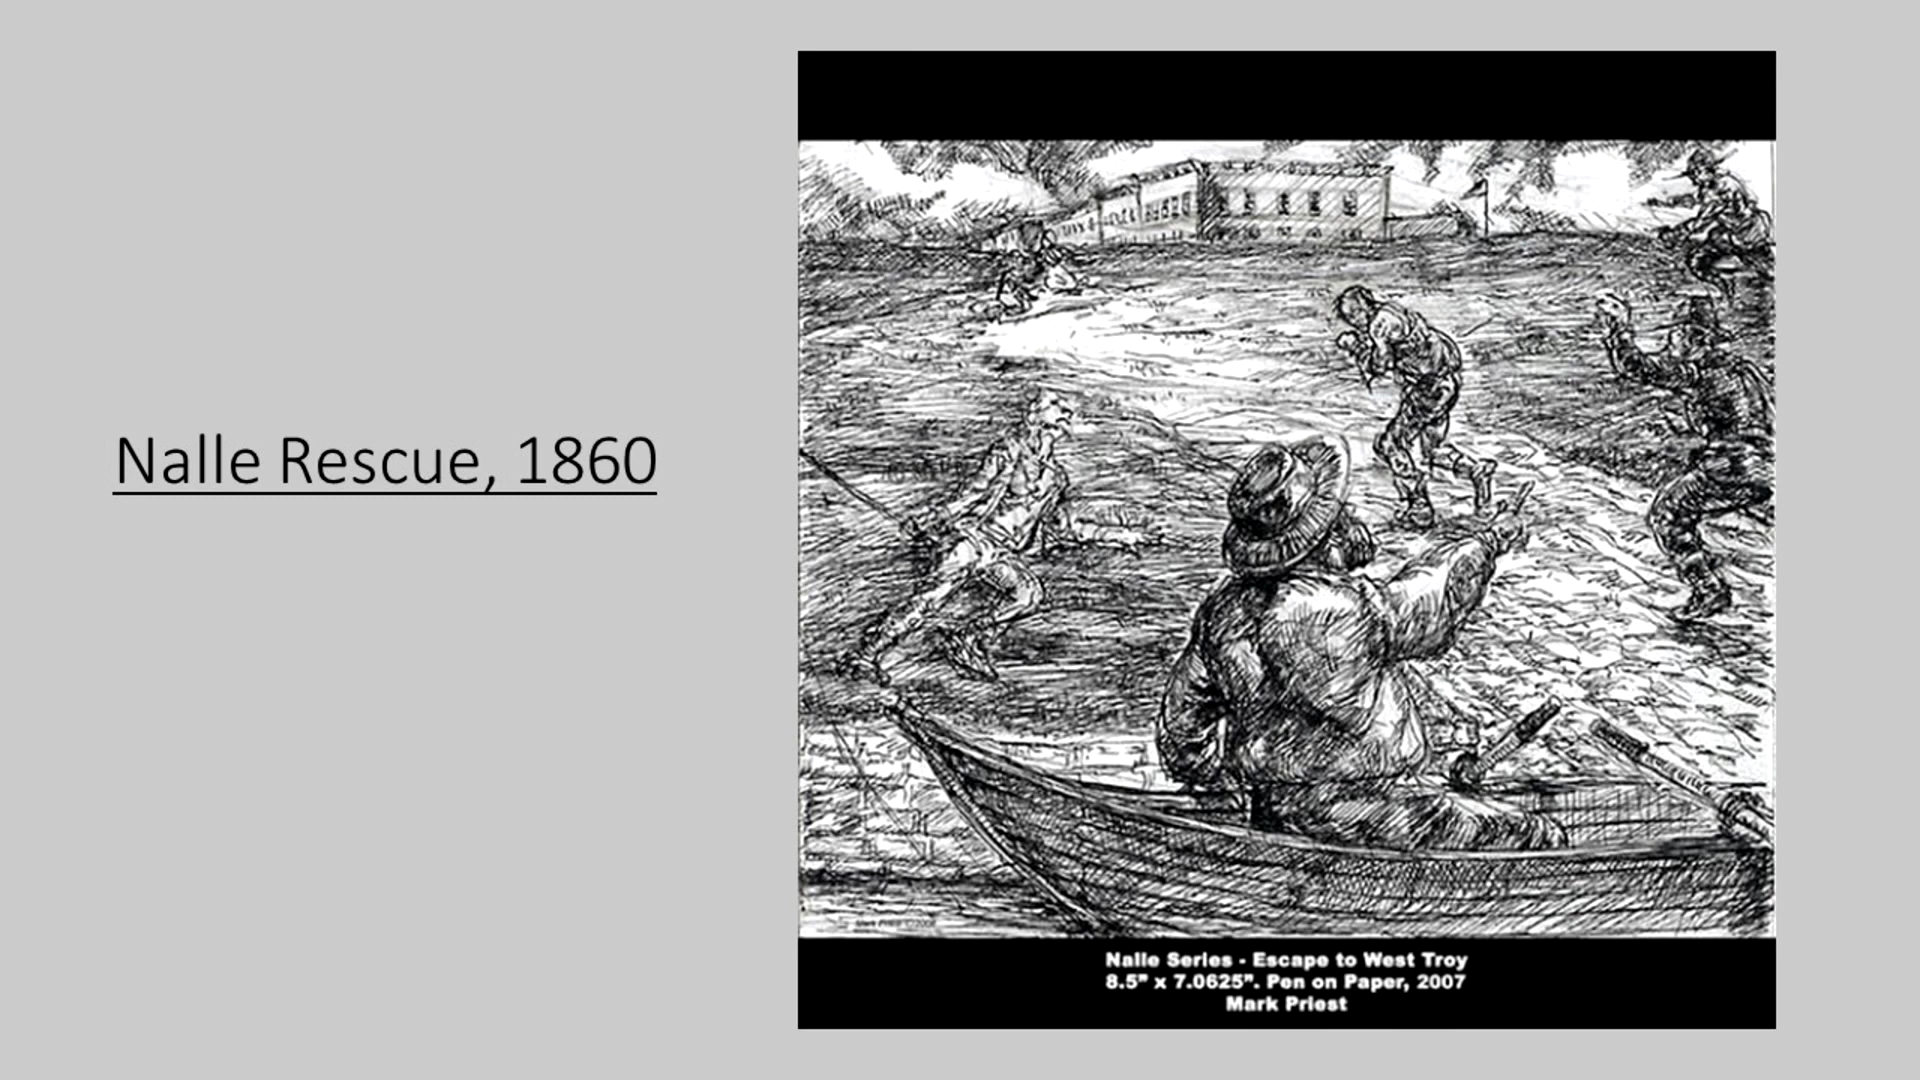 Nalle Rescue, 1860
Nalle Series - Escape to West Troy
8.5" x 7.0625". Pen on Paper, 2007
Mark Priest